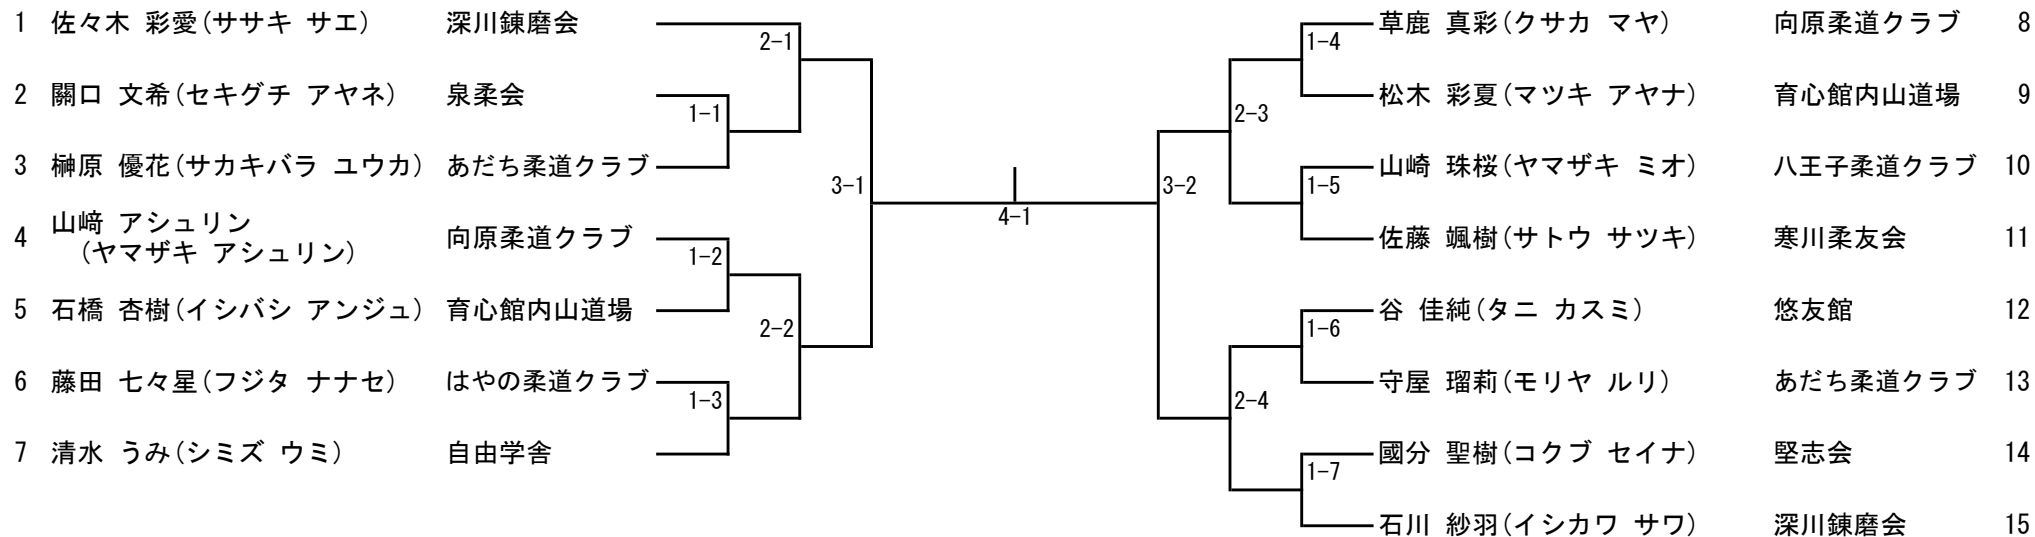 1 佐々木 彩愛(ササキ サエ) 深川錬磨会
2 關口 文希(セキグチ アヤネ) 泉柔会
3 榊原 優花(サカキバラ ユウカ) あだち柔道クラブ
4 山﨑 アシュリン
(ヤマザキ アシュリン) 向原柔道クラブ
5 石橋 杏樹(イシバシ アンジュ) 育心館内山道場
6 藤田 七々星(フジタ ナナセ) はやの柔道クラブ
7 清水 うみ(シミズ ウミ) 自由学舎
2-1
1-1
3-1
1-2
2-2
1-3
4-1
1-4
2-3
3-2
1-5
1-6
2-4
1-7
草鹿 真彩(クサカ マヤ) 向原柔道クラブ 8
松木 彩夏(マツキ アヤナ) 育心館内山道場 9
山崎 珠桜(ヤマザキ ミオ) 八王子柔道クラブ 10
佐藤 颯樹(サトウ サツキ) 寒川柔友会 11
谷 佳純(タニ カスミ) 悠友館 12
守屋 瑠莉(モリヤ ルリ) あだち柔道クラブ 13
國分 聖樹(コクブ セイナ) 堅志会 14
石川 紗羽(イシカワ サワ) 深川錬磨会 15